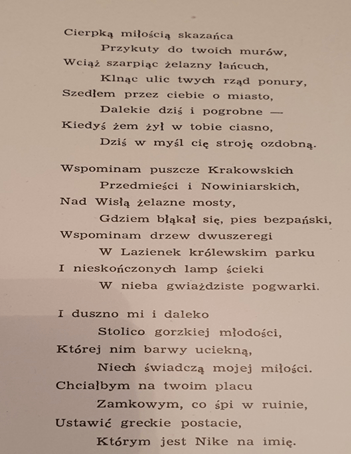 Cierpką miłością skazańca
Przykuty do twoich murów,
Wciąż szarpiąc żelazny łańcuch,
Klnąc ulic twych rząd ponury,
Szedłem przez ciebie o miasto,
Dalekie dziś i pogrobne —
Kiedyś żem żył w tobie ciasno,
Dziś w myśl cię stroję ozdobną.
Wspominam puszcze Krakowskich
Przedmieści i Nowiniarskich,
Nad Wisłą żelazne mosty,
Gdziem błąkał się, pies bezpański,
Wspominam drzew dwuszeregi
W Lazienek królewskim parku
I nieskończonych lamp ścieki
W nieba gwiaździste pogwarki.
I duszno mi i daleko
Stolico gorzkiej młodości,
Której nim barwy uciekną,
Niech świadczą mojej miłości.
Chciałbym na twoim placu
Zamkowym, co śpi w ruinie,
Ustawić greckie postacie,
Którym jest Nike na imię.